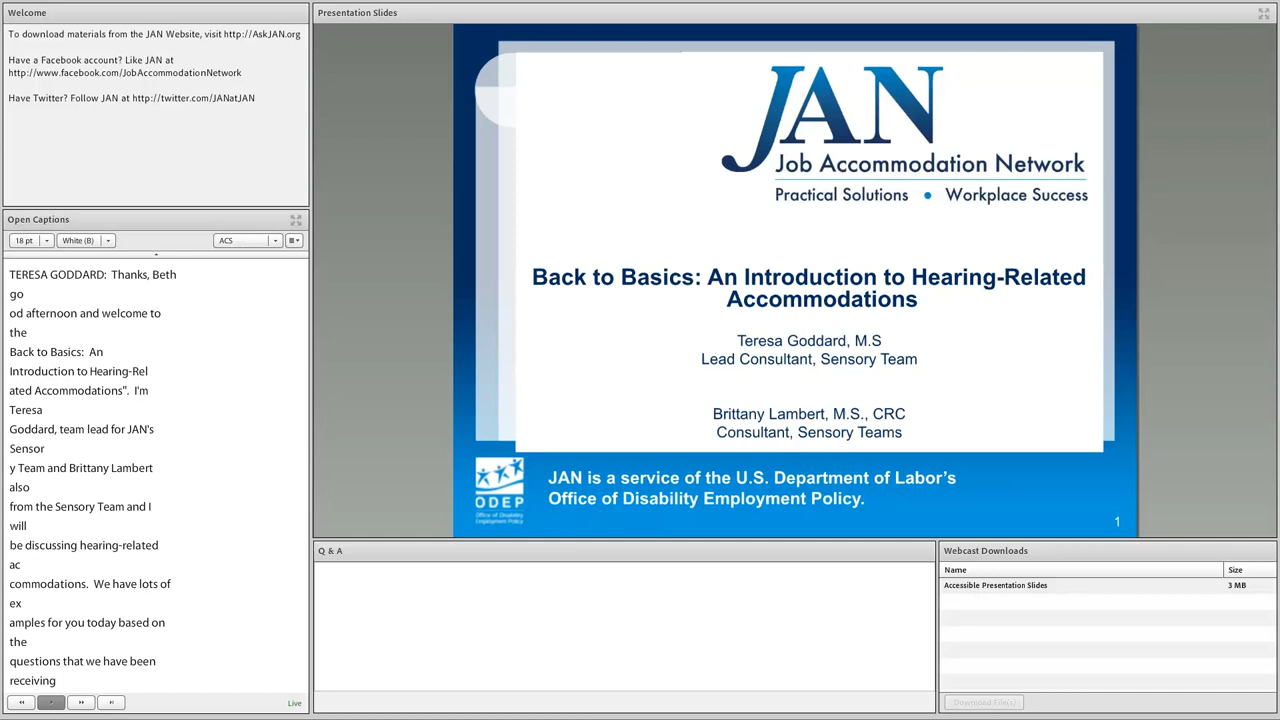 Welcome
To download materials from the JAN Website, visit http://AskJAN.org
Have a Facebook account? Like JAN at
http://www.facebook.com/JobAccommodationNetwork
Have Twitter? Follow JAN at http://twitter.com/JANatJAN
Open Captions
18 pt
White (B)
ACS
TERESA GODDARD: Thanks, Beth
go
od afternoon and welcome to
the
Back to Basics: An
Introduction to Hearing-Rel
ated Accommodations". I'm
Teresa
Goddard, team lead for JAN's
Sensor
y Team and Brittany Lambert
also
from the Sensory Team and I
will
be discussing hearing-related
ac
commodations. We have lots of
ex
amples for you today based on
the
questions that we have been
receiving
Live
Presentation Slides
JAN
Job Accommodation Network
Practical Solutions • Workplace Success
Back to Basics: An Introduction to Hearing-Related
Accommodations
Teresa Goddard, M.S
Lead Consultant, Sensory Team
Brittany Lambert, M.S., CRC
Consultant, Sensory Teams
ODEP
Office of Disability
Employment Policy
JAN is a service of the U.S. Department of Labor's
Office of Disability Employment Policy.
1
Q & A
Webcast Downloads
Name Size
Accessible Presentation Slides 3 MB
Download File(s)